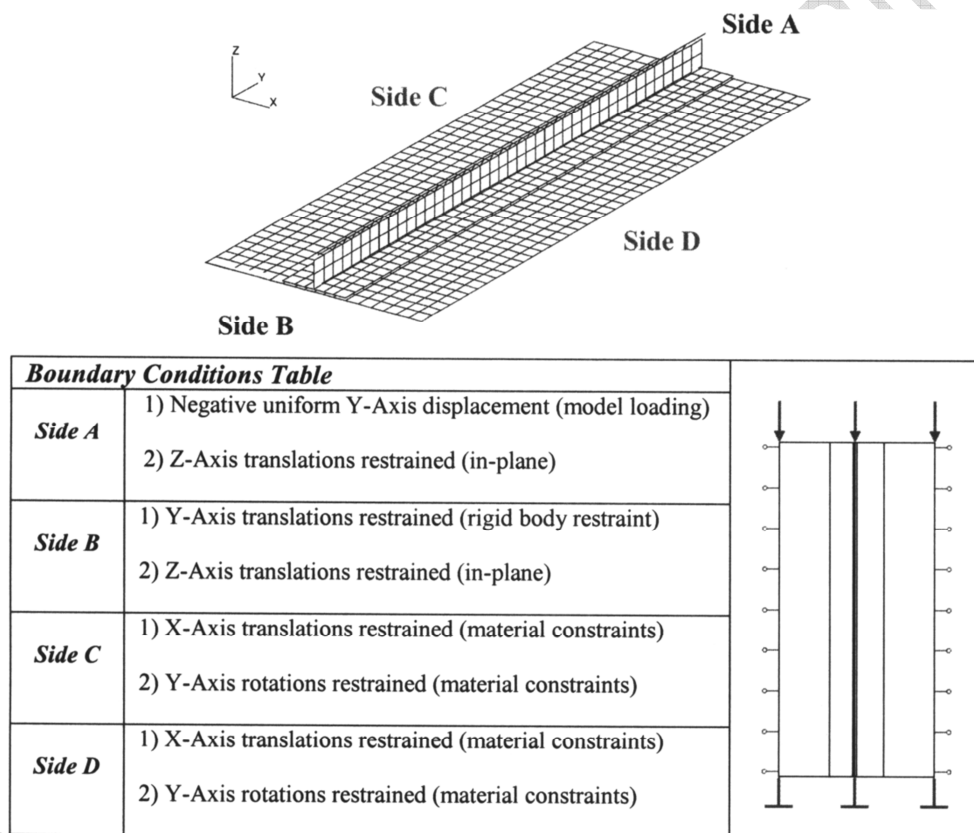 Side A
Z
Y
X
Side C
Side D
Side B
Boundary Conditions Table
Side A
1) Negative uniform Y-Axis displacement (model loading)
2) Z-Axis translations restrained (in-plane)
Side B
1) Y-Axis translations restrained (rigid body restraint)
2) Z-Axis translations restrained (in-plane)
Side C
1) X-Axis translations restrained (material constraints)
2) Y-Axis rotations restrained (material constraints)
Side D
1) X-Axis translations restrained (material constraints)
2) Y-Axis rotations restrained (material constraints)